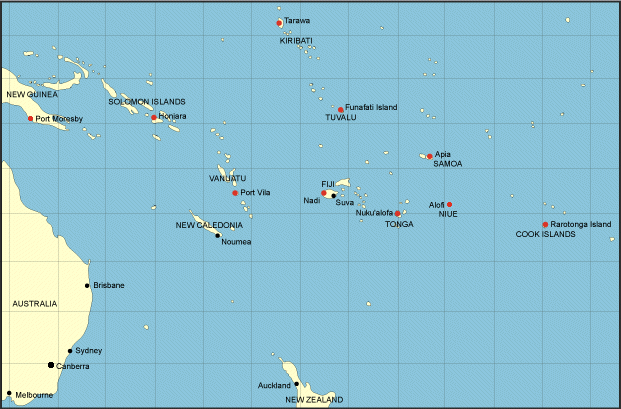 Tarawa
KIRIBATI
NEW GUINEA
SOLOMON ISLANDS
Funafati Island
Port Moresby
Honiara
TUVALU
Apia
SAMOA
VANUATU
FIJI
Port Vila
Nadi
Suva
Alofi
Nuku'alofa
NIUE
NEW CALEDONIA
TONGA
Rarotonga Island
COOK ISLANDS
Noumea
Brisbane
AUSTRALIA
Sydney
Canberra
Auckland
Melbourne
NEW ZEALAND